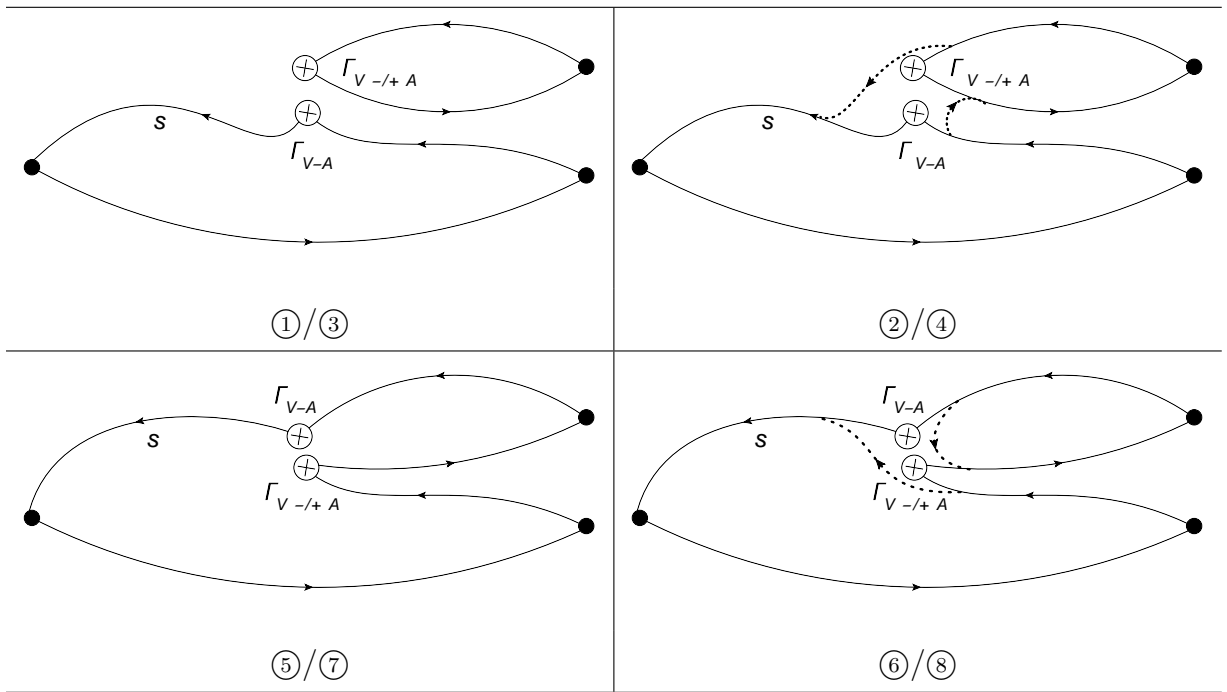 Γ_{V −/+ A}
s
Γ_{V−A}
①/③
Γ_{V −/+ A}
s
Γ_{V−A}
②/④
Γ_{V−A}
s
Γ_{V −/+ A}
⑤/⑦
Γ_{V−A}
s
Γ_{V −/+ A}
⑥/⑧